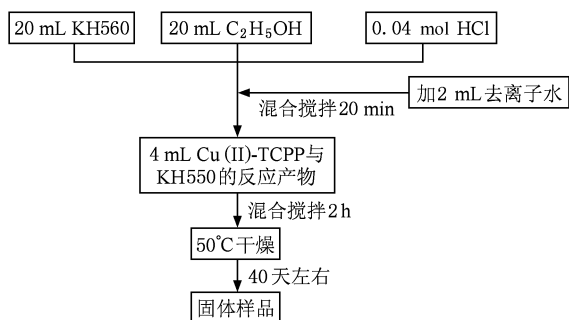 20 mL KH560
20 mL C₂H₅OH
0.04 mol HCl
加2 mL去离子水
混合搅拌20 min
4 mL Cu(II)-TCPP与
KH550的反应产物
混合搅拌2h
50℃干燥
40天左右
固体样品